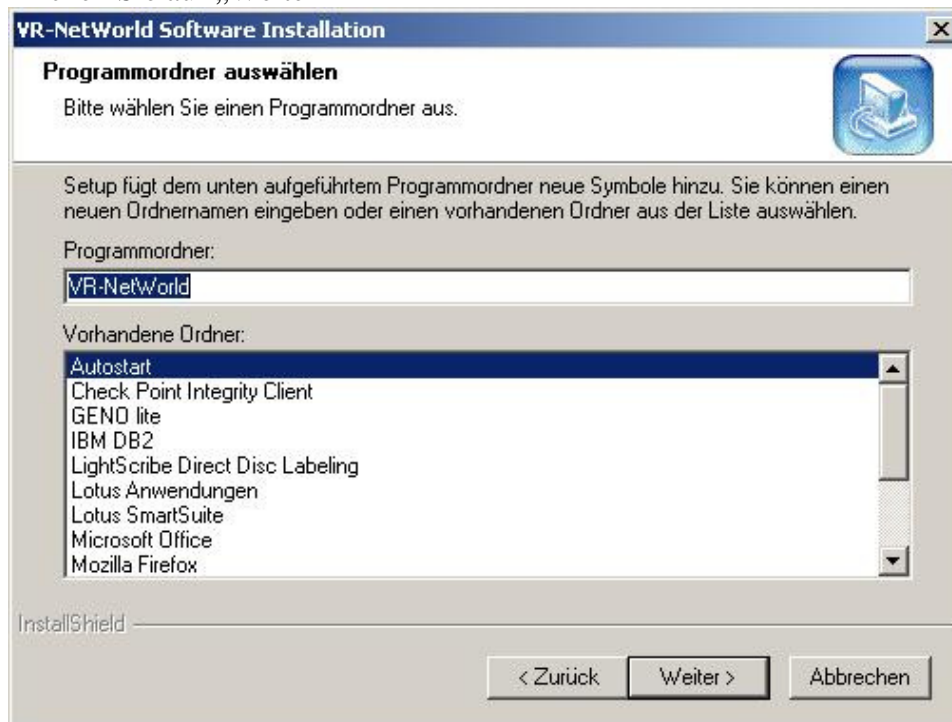 VR-NetWorld Software Installation
Programmordner auswählen
Bitte wählen Sie einen Programmordner aus.
Setup fügt dem unten aufgeführtem Programmordner neue Symbole hinzu. Sie können einen
neuen Ordnernamen eingeben oder einen vorhandenen Ordner aus der Liste auswählen.
Programmordner:
VR-NetWorld
Vorhandene Ordner:
Autostart
Check Point Integrity Client
GENO lite
IBM DB2
LightScribe Direct Disc Labeling
Lotus Anwendungen
Lotus SmartSuite
Microsoft Office
Mozilla Firefox
InstallShield
< Zurück Weiter > Abbrechen